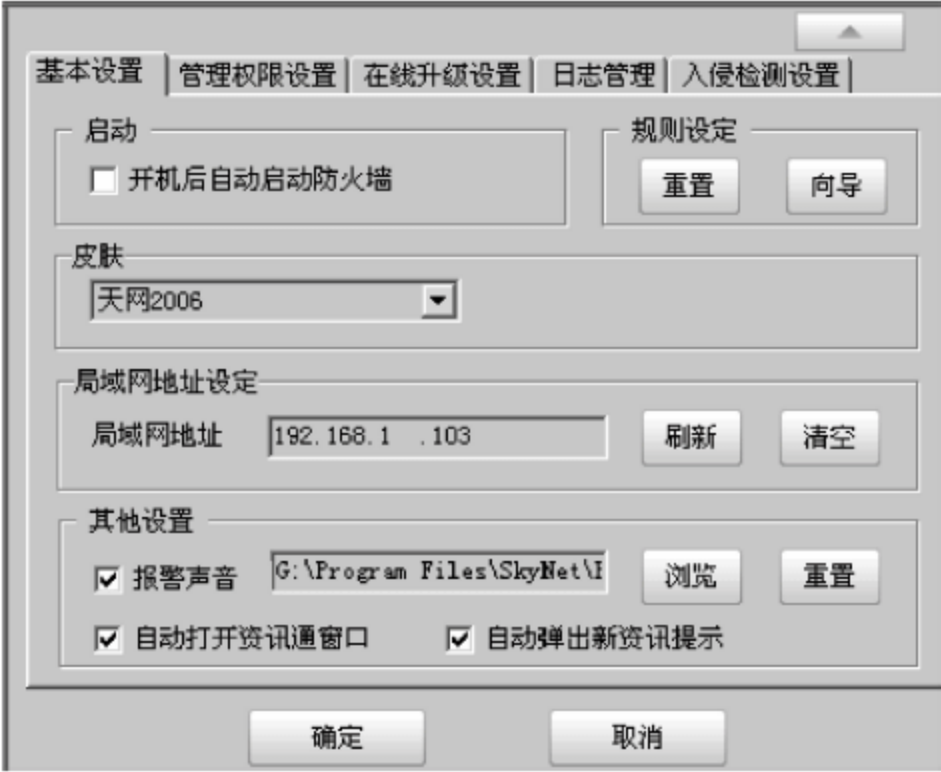 基本设置 管理权限设置 在线升级设置 日志管理 入侵检测设置
启动 规则设定
开机后自动启动防火墙 重置 向导
皮肤
天网2006
局域网地址设定
局域网地址 192.168.1 .103 刷新 清空
其他设置
报警声音 G:\Program Files\SkyNet\ 浏览 重置
自动打开资讯通窗口 自动弹出新资讯提示
确定 取消